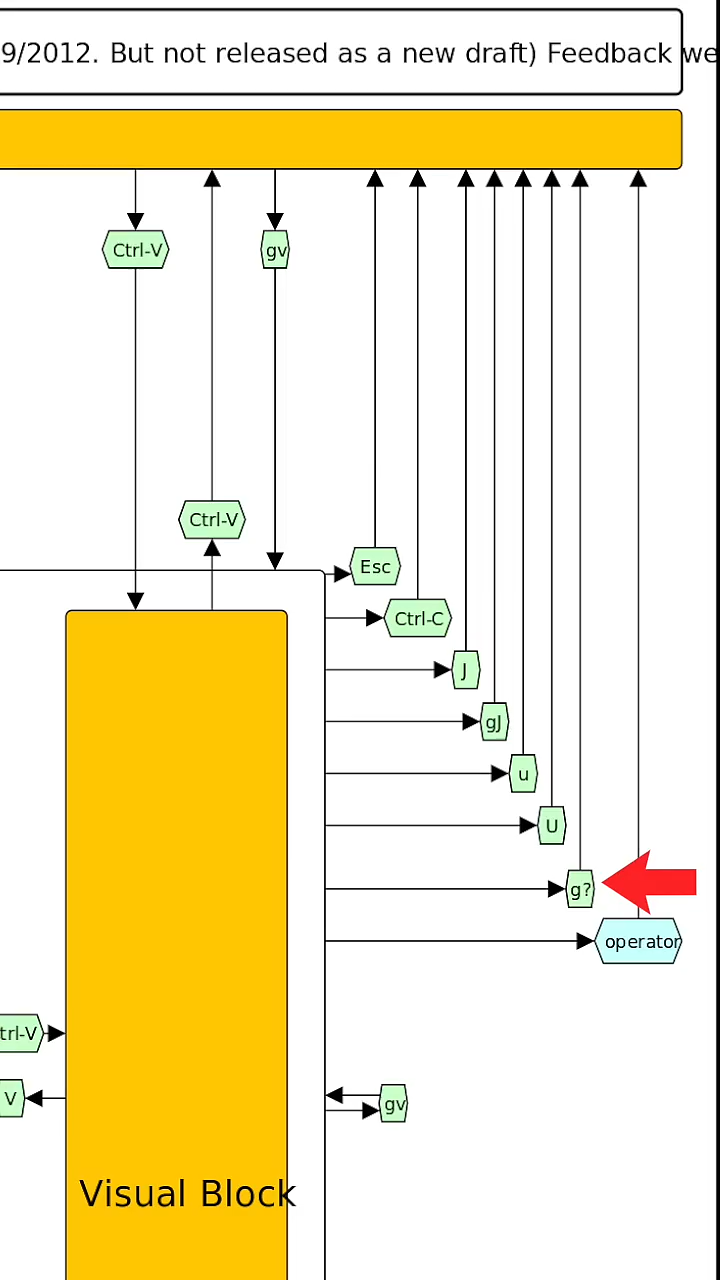 9/2012. But not released as a new draft) Feedback we
Ctrl-V
gv
Ctrl-V
Esc
Ctrl-C
J
gJ
u
U
g?
operator
trl-V
V
gv
Visual Block